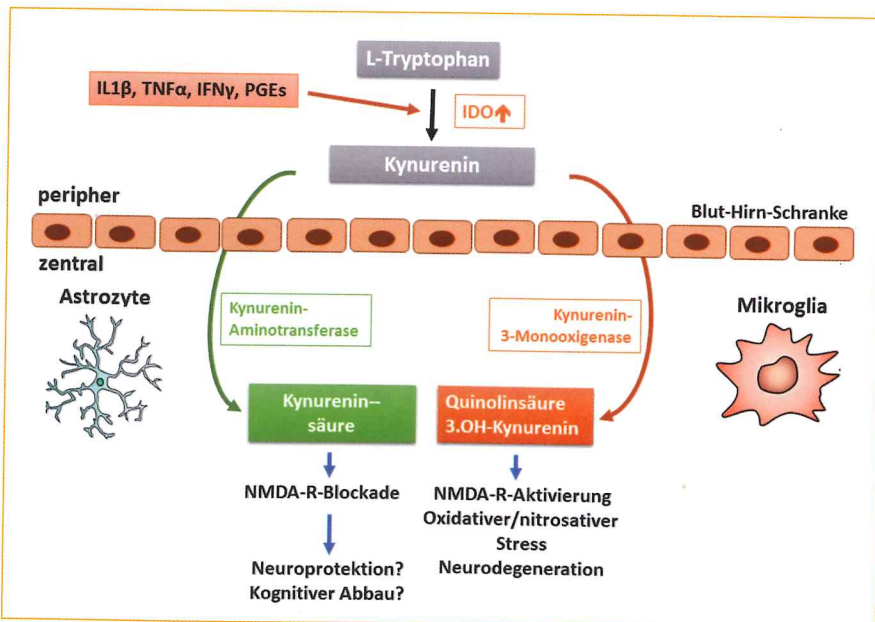 L-Tryptophan
IL1β, TNFα, IFNγ, PGEs
IDO↑
Kynurenin
peripher
Blut-Hirn-Schranke
zentral
Astrozyte
Mikroglia
Kynurenin-
Aminotransferase
Kynurenin-
3-Monooxigenase
Kynurenin--
säure
Quinolinsäure
3.OH-Kynurenin
NMDA-R-Blockade
NMDA-R-Aktivierung
Oxidativer/nitrosativer
Stress
Neurodegeneration
Neuroprotektion?
Kognitiver Abbau?